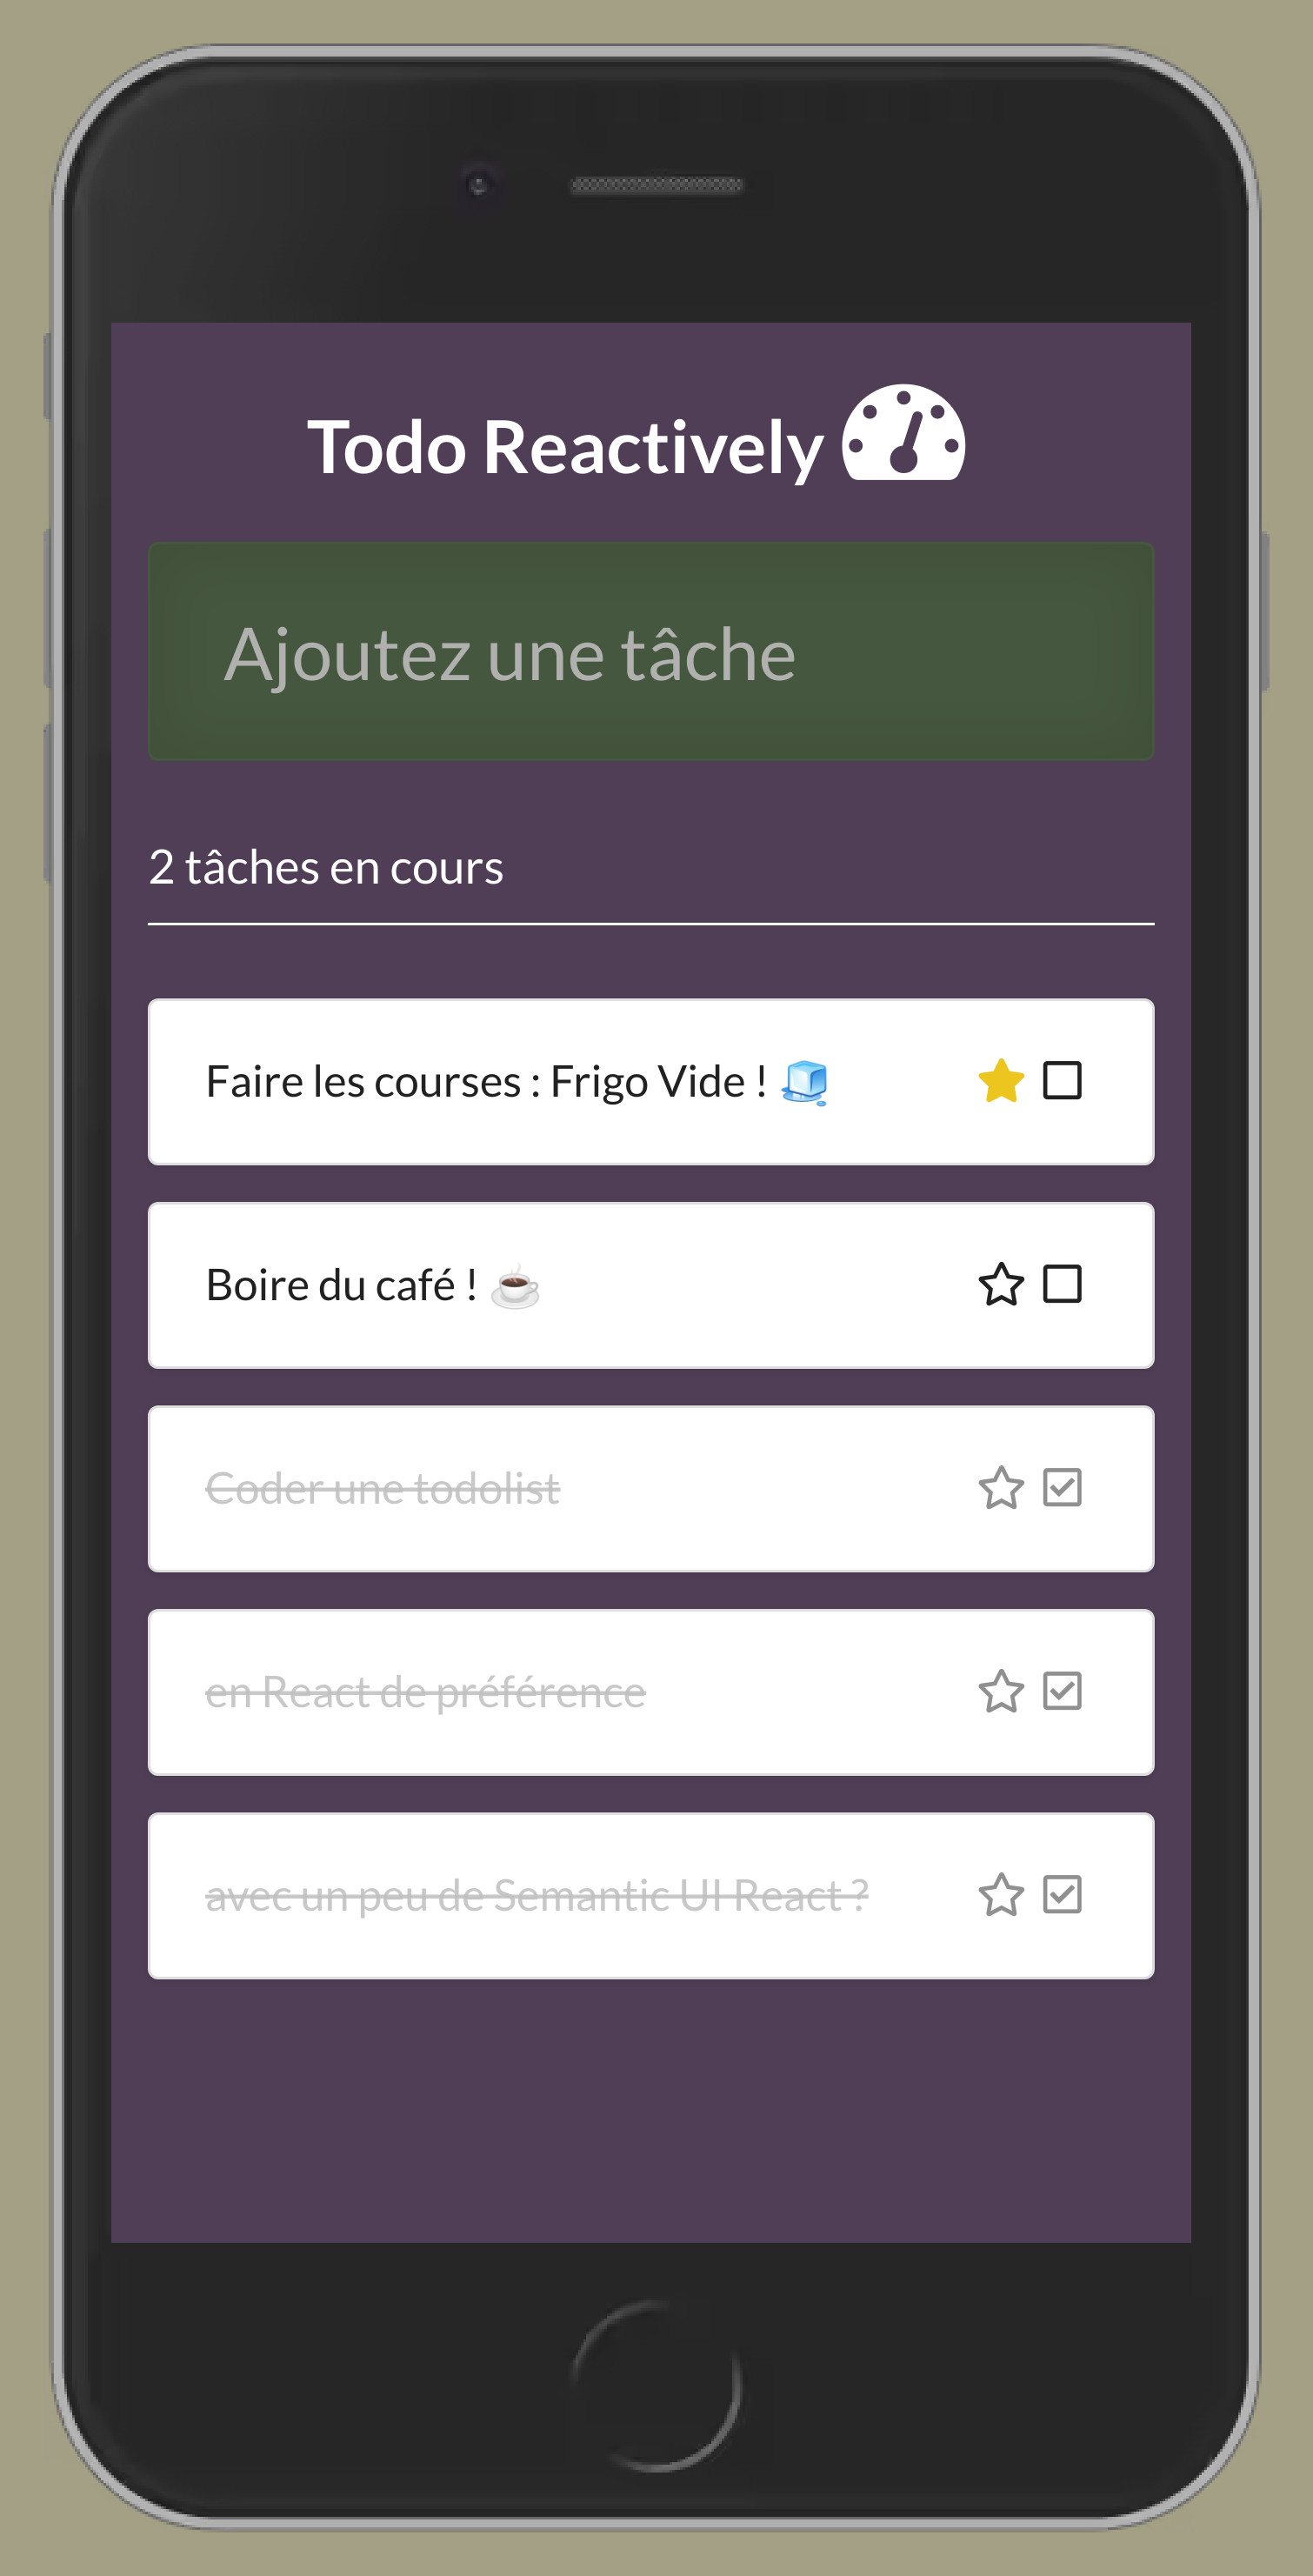 Todo Reactively
Ajoutez une tâche
2 tâches en cours
Faire les courses : Frigo Vide ! 🧊
Boire du café ! ☕
Coder une todolist
en React de préférence
avec un peu de Semantic UI React ?